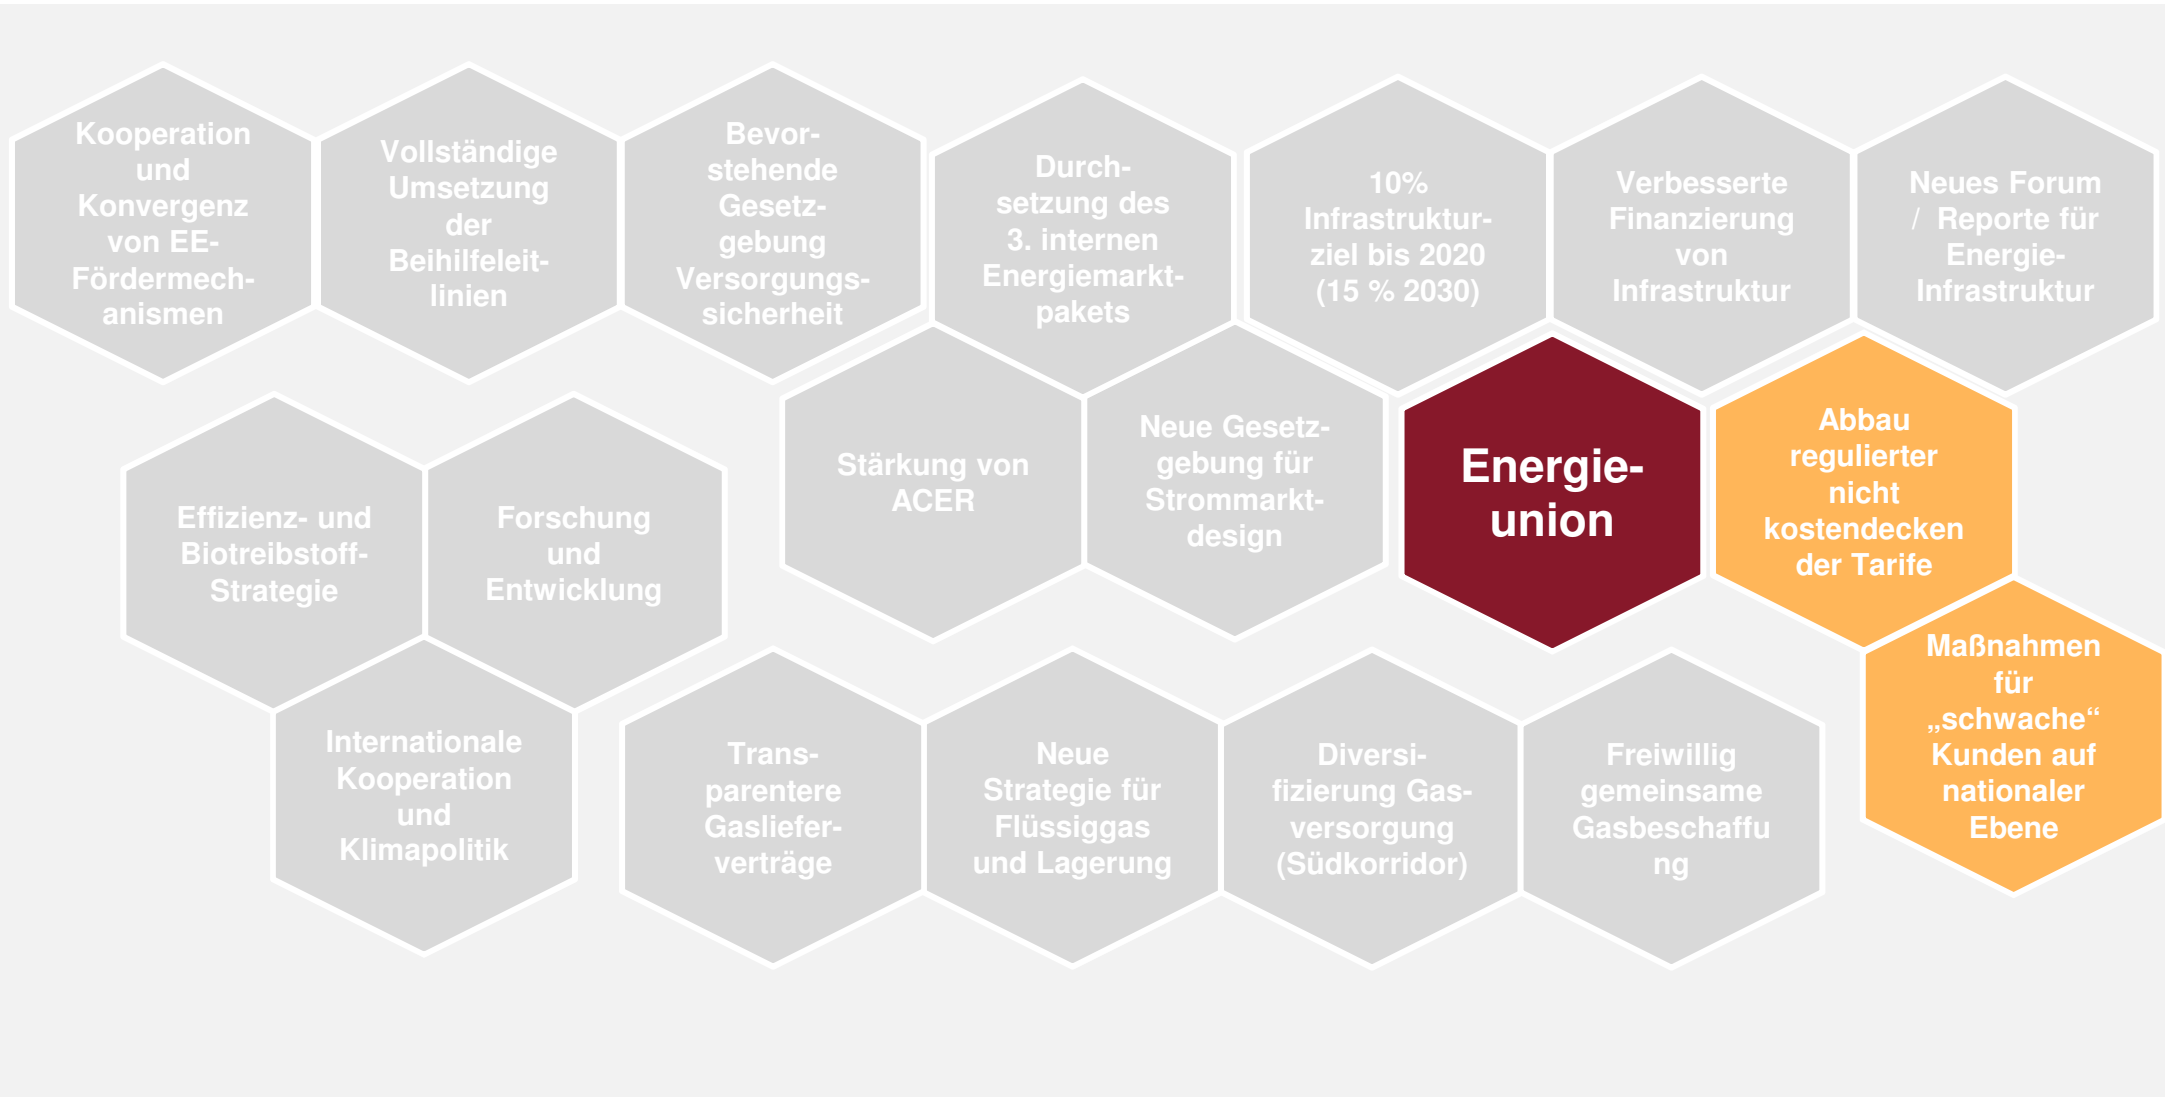 Kooperation
und
Konvergenz
von EE-
Fördermech-
anismen
Vollständige
Umsetzung
der
Beihilfeleit-
linien
Bevor-
stehende
Gesetz-
gebung
Versorgungs-
sicherheit
Durch-
setzung des
3. internen
Energiemarkt-
pakets
10%
Infrastruktur-
ziel bis 2020
(15 % 2030)
Verbesserte
Finanzierung
von
Infrastruktur
Neues Forum
/ Reporte für
Energie-
Infrastruktur
Effizienz- und
Biotreibstoff-
Strategie
Forschung
und
Entwicklung
Stärkung von
ACER
Neue Gesetz-
gebung für
Strommarkt-
design
Energie-
union
Abbau
regulierter
nicht
kostendecken
der Tarife
Internationale
Kooperation
und
Klimapolitik
Trans-
parentere
Gasliefer-
verträge
Neue
Strategie für
Flüssiggas
und Lagerung
Diversi-
fizierung Gas-
versorgung
(Südkorridor)
Freiwillig
gemeinsame
Gasbeschaffu
ng
Maßnahmen
für
„schwache“
Kunden auf
nationaler
Ebene